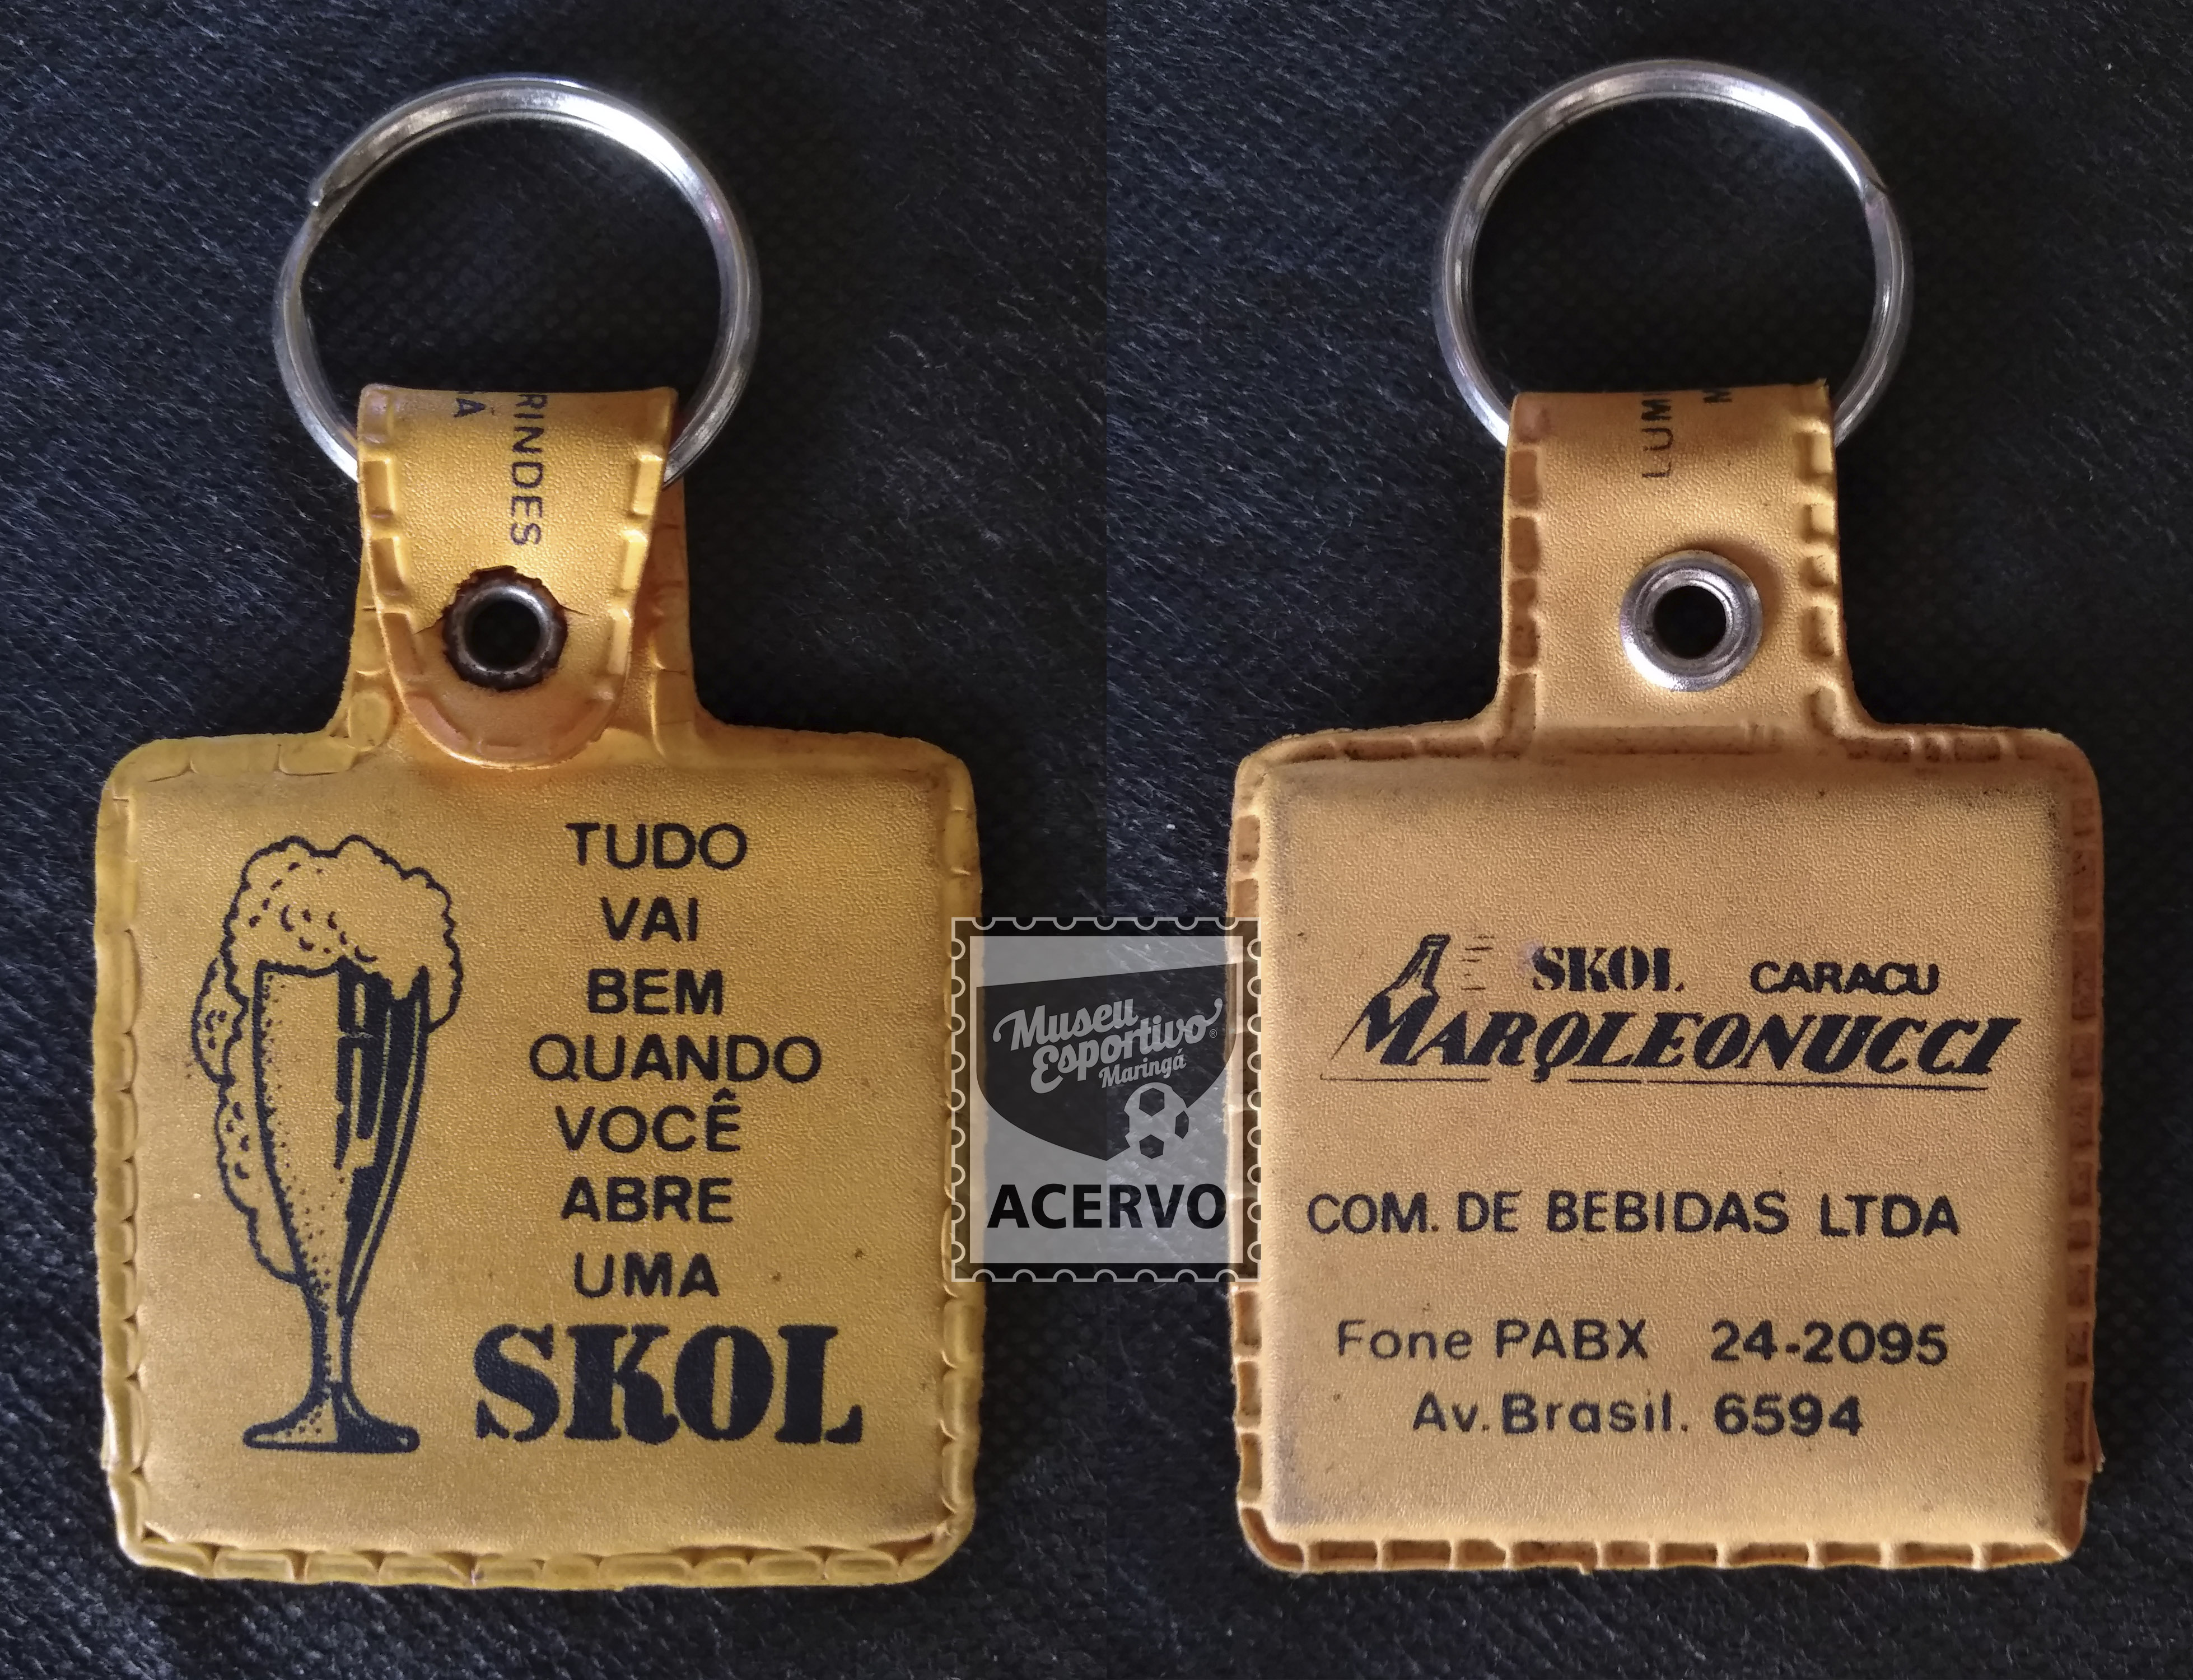 RINDES
TUDO
VAI
BEM
QUANDO
VOCÊ
ABRE
UMA
SKOL
Museu
Esportivo
Maringá
ACERVO
SKOL CARACU
MARQLEONUCCI
COM. DE BEBIDAS LTDA
Fone PABX 24-2095
Av. Brasil. 6594